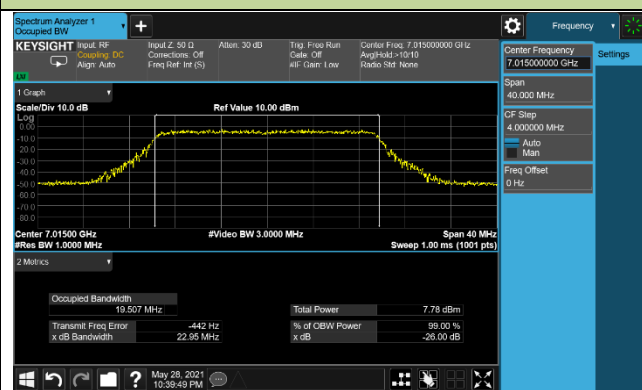 Spectrum Analyzer 1
Occupied BW
Frequency
KEYSIGHT
Input: RF
Coupling: DC
Align: Auto
Input Z: 50 Ω
Corrections: Off
Freq Ref: Int (S)
Atten: 30 dB
Trig: Free Run
Gate: Off
#IF Gain: Low
Center Freq: 7.015000000 GHz
Avg|Hold:>10/10
Radio Std: None
Center Frequency
7.015000000 GHz
Settings
Span
40.000 MHz
CF Step
4.000000 MHz
Auto
Man
Freq Offset
0 Hz
1 Graph
Scale/Div 10.0 dB
Ref Value 10.00 dBm
Log
0.00
-10.0
-20.0
-30.0
-40.0
-50.0
-60.0
-70.0
-80.0
Center 7.01500 GHz
#Video BW 3.0000 MHz
Span 40 MHz
#Res BW 1.0000 MHz
Sweep 1.00 ms (1001 pts)
2 Metrics
Occupied Bandwidth
19.507 MHz
Total Power
7.78 dBm
Transmit Freq Error
-442 Hz
% of OBW Power
99.00 %
x dB Bandwidth
22.95 MHz
x dB
-26.00 dB
May 28, 2021
10:39:49 PM